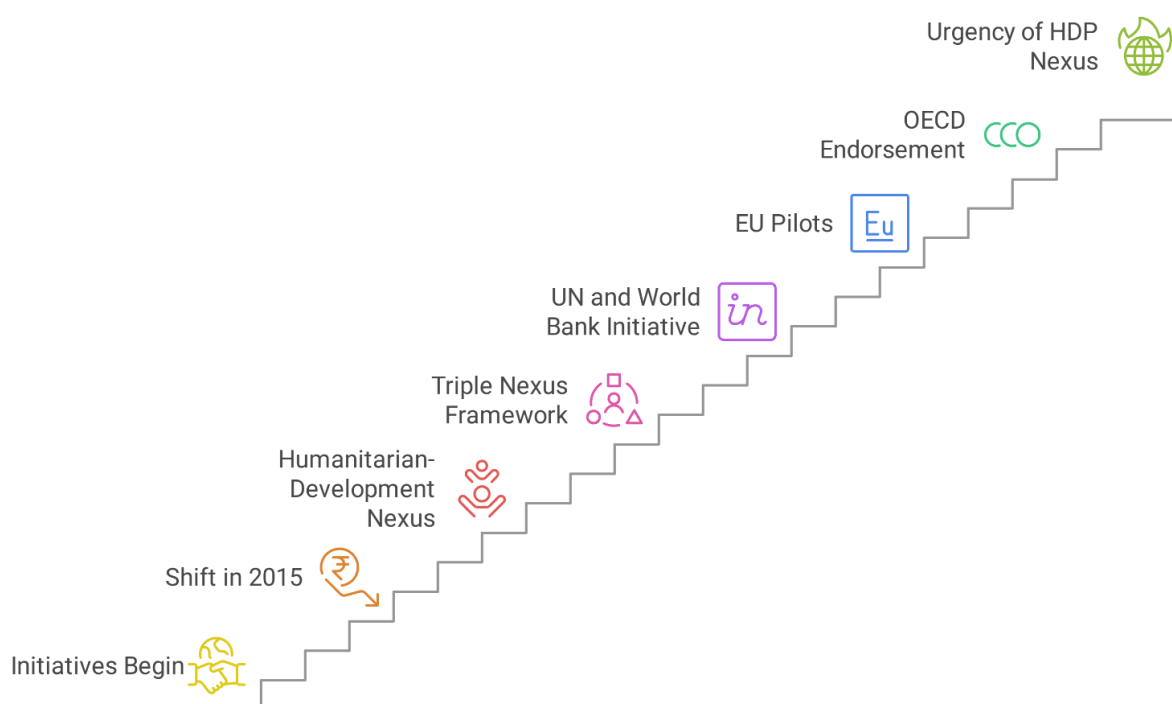 Urgency of HDP
Nexus
OECD
Endorsement
EU Pilots
Eu
UN and World
Bank Initiative
in
Triple Nexus
Framework
Humanitarian-
Development
Nexus
Shift in 2015
₹
Initiatives Begin